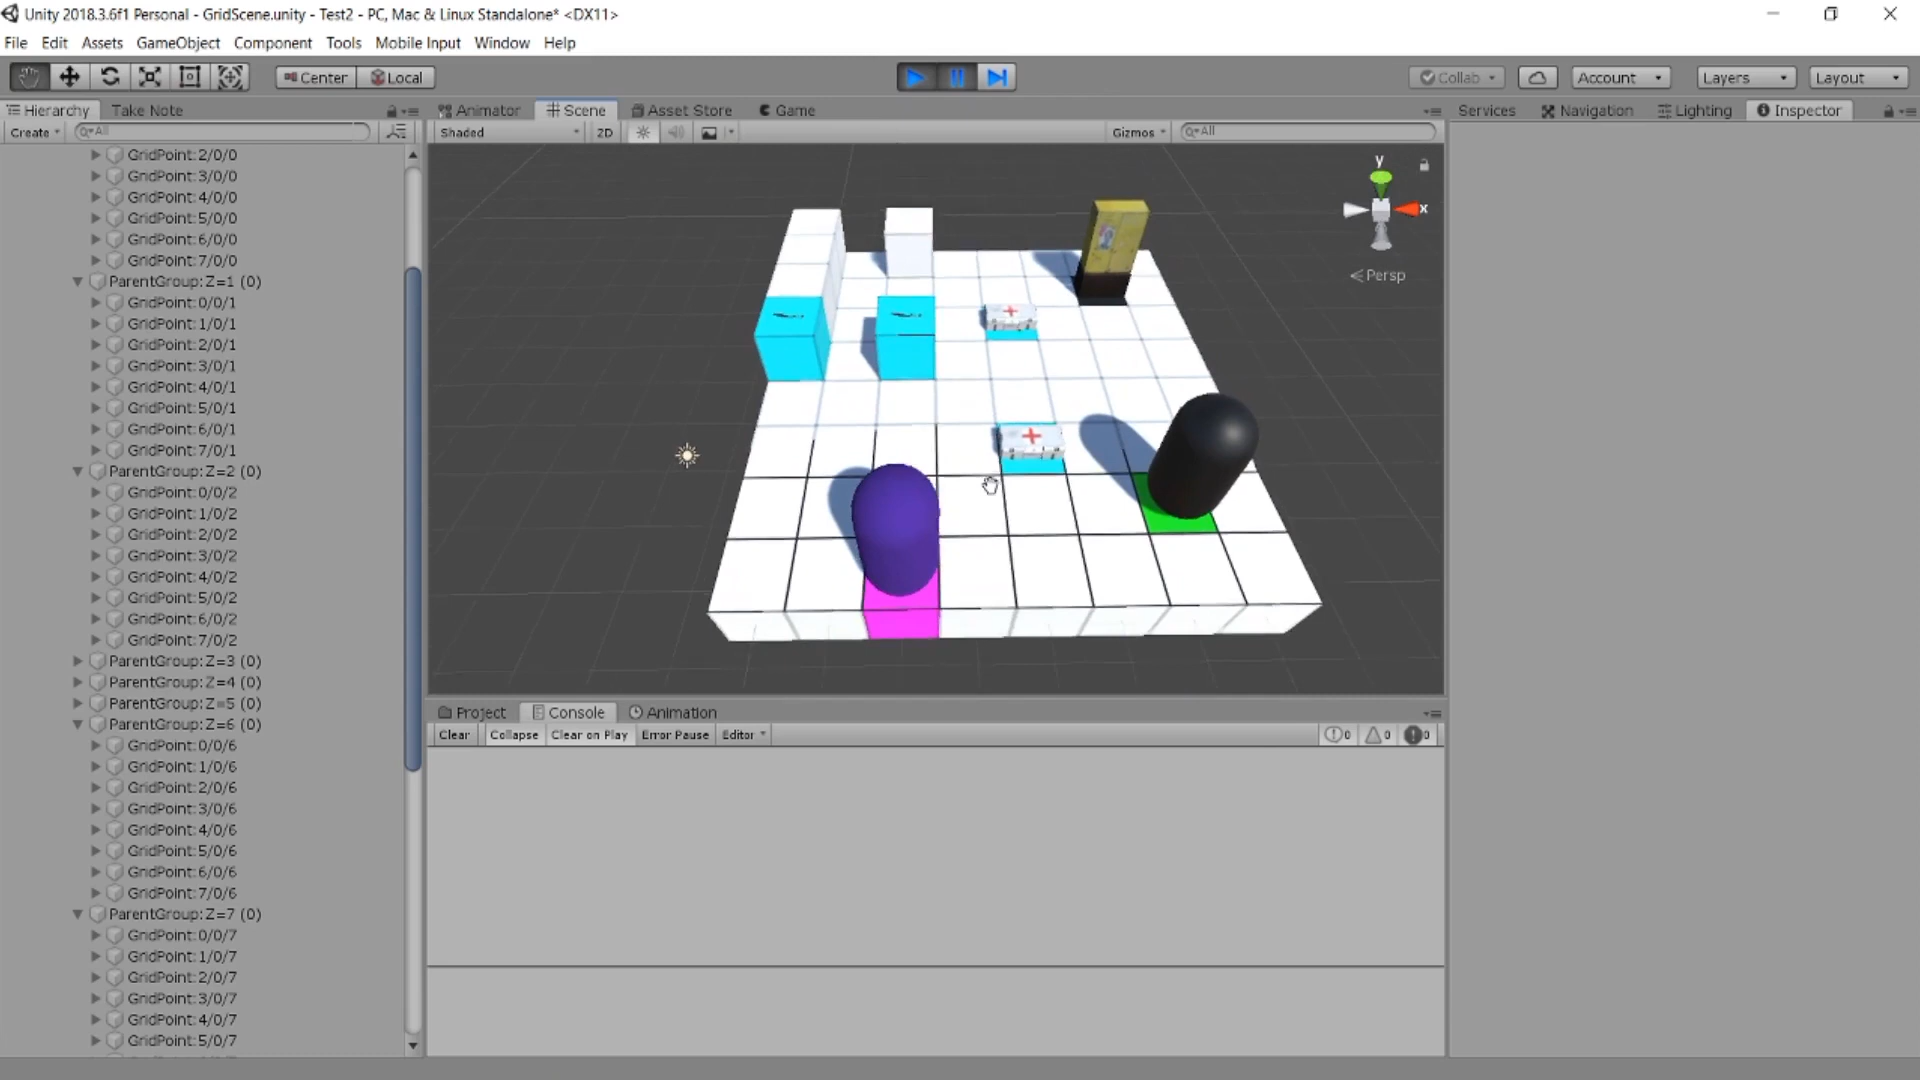 Unity 2018.3.6f1 Personal - GridScene.unity - Test2 - PC, Mac & Linux Standalone* <DX11>
File Edit Assets GameObject Component Tools Mobile Input Window Help
Center Local Collab Account Layers Layout
Hierarchy Take Note Animator Scene Asset Store Game Services Navigation Lighting Inspector
Create All Shaded 2D Gizmos All
GridPoint:2/0/0
GridPoint:3/0/0
GridPoint:4/0/0
GridPoint:5/0/0
GridPoint:6/0/0
GridPoint:7/0/0
ParentGroup:Z=1 (0)
GridPoint:0/0/1
GridPoint:1/0/1
GridPoint:2/0/1
GridPoint:3/0/1
GridPoint:4/0/1
GridPoint:5/0/1
GridPoint:6/0/1
GridPoint:7/0/1
ParentGroup:Z=2 (0)
GridPoint:0/0/2
GridPoint:1/0/2
GridPoint:2/0/2
GridPoint:3/0/2
GridPoint:4/0/2
GridPoint:5/0/2
GridPoint:6/0/2
GridPoint:7/0/2
ParentGroup:Z=3 (0)
ParentGroup:Z=4 (0)
ParentGroup:Z=5 (0)
ParentGroup:Z=6 (0)
GridPoint:0/0/6
GridPoint:1/0/6
GridPoint:2/0/6
GridPoint:3/0/6
GridPoint:4/0/6
GridPoint:5/0/6
GridPoint:6/0/6
GridPoint:7/0/6
ParentGroup:Z=7 (0)
GridPoint:0/0/7
GridPoint:1/0/7
GridPoint:2/0/7
GridPoint:3/0/7
GridPoint:4/0/7
GridPoint:5/0/7
y
x
Persp
Project Console Animation
Clear Collapse Clear on Play Error Pause Editor 0 0 0